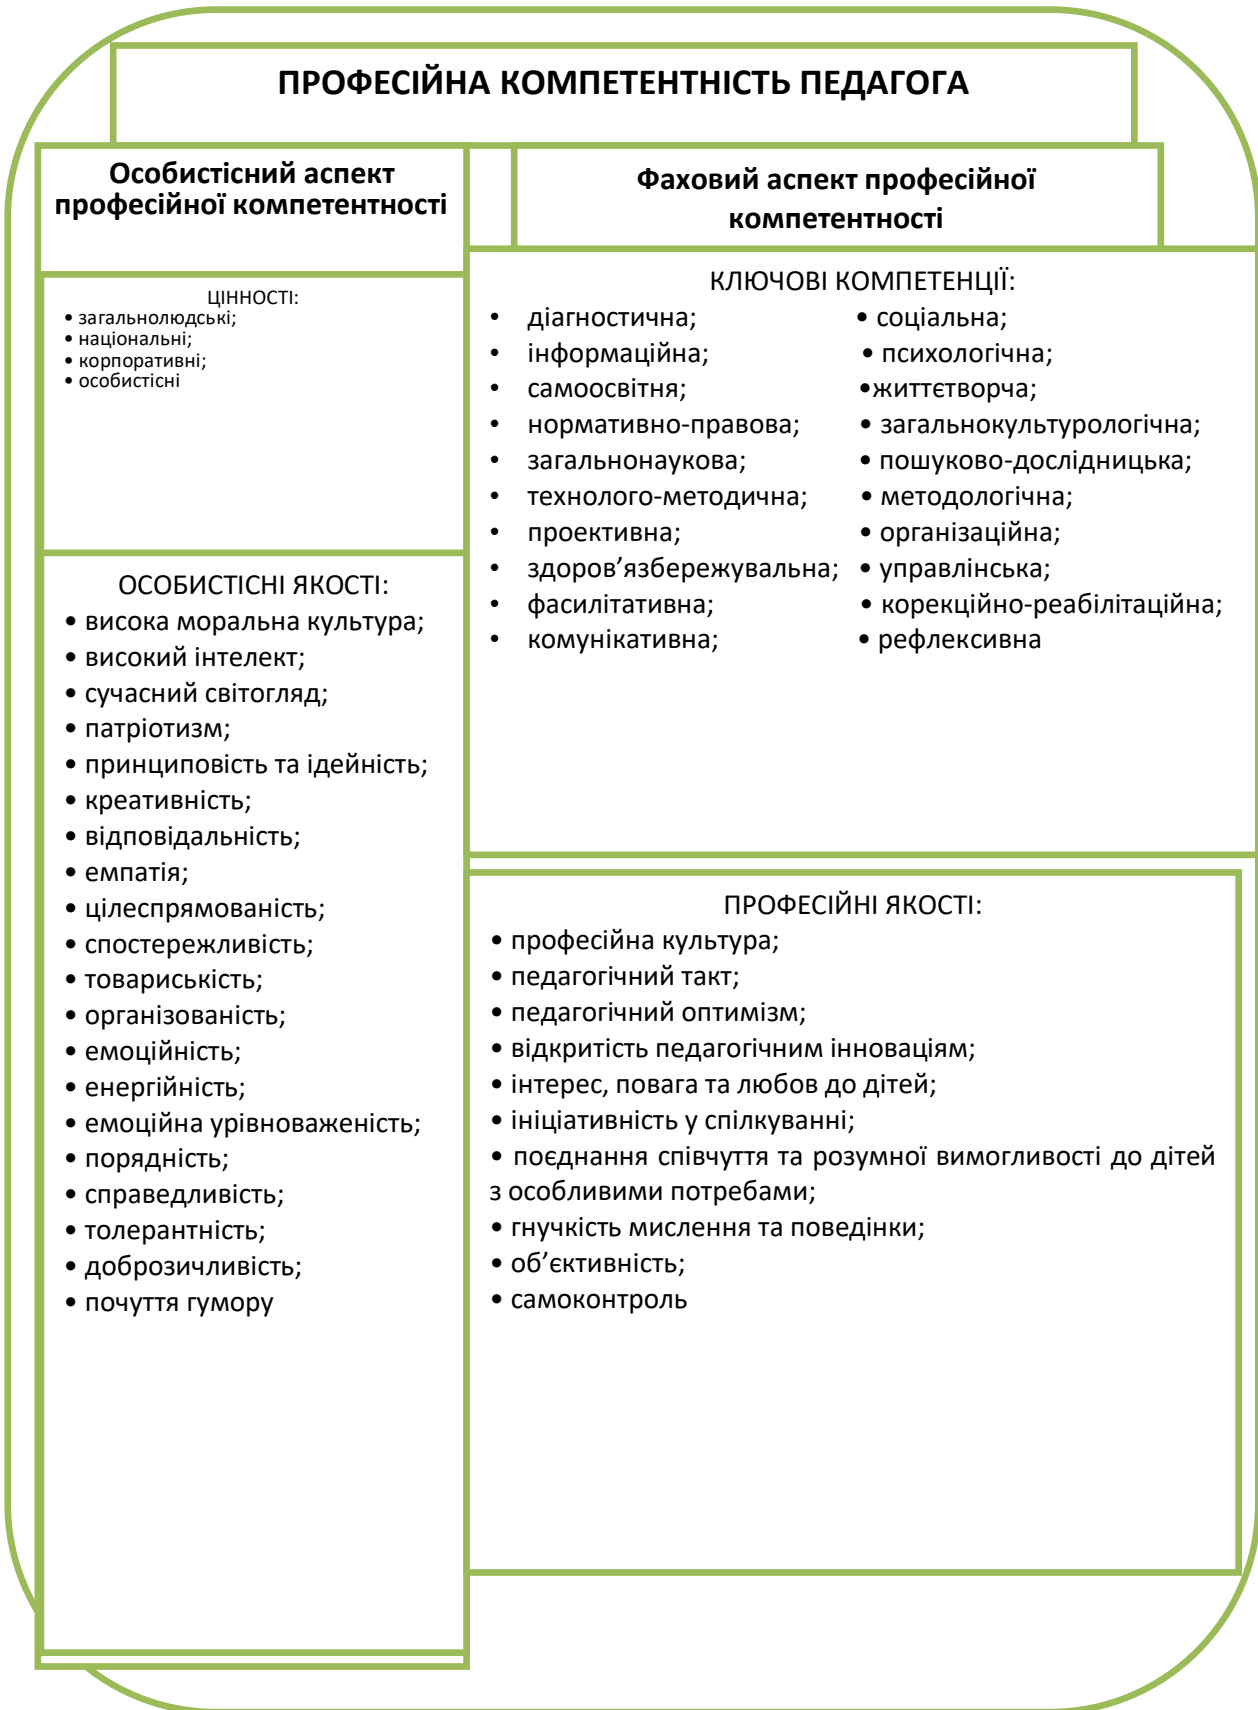 ПРОФЕСІЙНА КОМПЕТЕНТНІСТЬ ПЕДАГОГА
Особистісний аспект
професійної компетентності
ЦІННОСТІ:
• загальнолюдські;
• національні;
• корпоративні;
• особистісні
ОСОБИСТІСНІ ЯКОСТІ:
• висока моральна культура;
• високий інтелект;
• сучасний світогляд;
• патріотизм;
• принциповість та ідейність;
• креативність;
• відповідальність;
• емпатія;
• цілеспрямованість;
• спостережливість;
• товариськість;
• організованість;
• емоційність;
• енергійність;
• емоційна урівноваженість;
• порядність;
• справедливість;
• толерантність;
• доброзичливість;
• почуття гумору
Фаховий аспект професійної
компетентності
КЛЮЧОВІ КОМПЕТЕНЦІЇ:
• діагностична; • соціальна;
• інформаційна; • психологічна;
• самоосвітня; •життєтворча;
• нормативно-правова; • загальнокультурологічна;
• загальнонаукова; • пошуково-дослідницька;
• технолого-методична; • методологічна;
• проективна; • організаційна;
• здоров’язбережувальна; • управлінська;
• фасилітативна; • корекційно-реабілітаційна;
• комунікативна; • рефлексивна
ПРОФЕСІЙНІ ЯКОСТІ:
• професійна культура;
• педагогічний такт;
• педагогічний оптимізм;
• відкритість педагогічним інноваціям;
• інтерес, повага та любов до дітей;
• ініціативність у спілкуванні;
• поєднання співчуття та розумної вимогливості до дітей
з особливими потребами;
• гнучкість мислення та поведінки;
• об’єктивність;
• самоконтроль